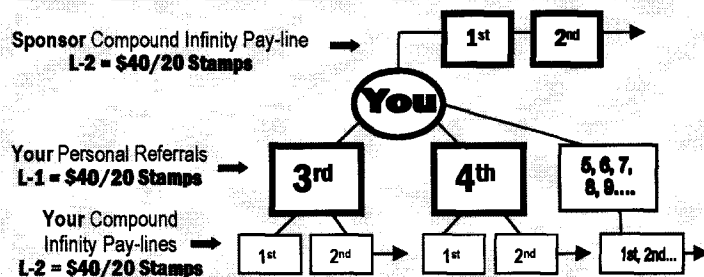 Sponsor Compound Infinity Pay-line
L-2 = $40/20 Stamps
1st 2nd
You
Your Personal Referrals
L-1 = $40/20 Stamps
3rd 4th
5, 6, 7,
8, 9....
Your Compound
Infinity Pay-lines
L-2 = $40/20 Stamps
1st 2nd 1st 2nd 1st, 2nd...